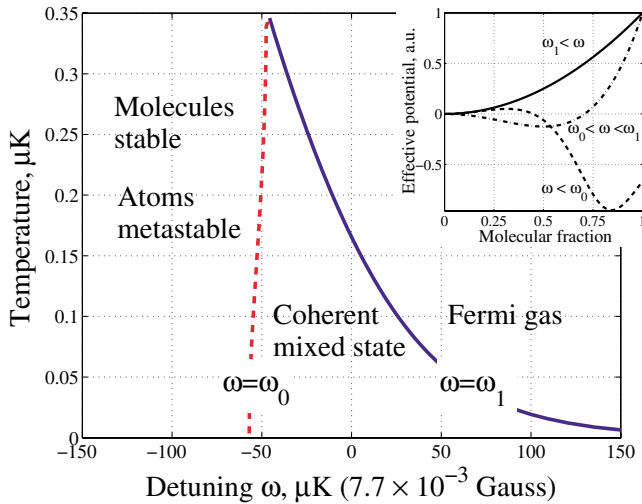 0.35
0.3
0.25
0.2
0.15
0.1
0.05
0
−150
−100
−50
0
50
100
150
Temperature, μK
Detuning ω, μK (7.7 × 10⁻³ Gauss)
Molecules
stable
Atoms
metastable
Coherent
mixed state
Fermi gas
ω=ω₀
ω=ω₁
1
0.5
0
−0.5
0
0.25
0.5
0.75
1
Effective potential, a.u.
Molecular fraction
ω₁< ω
ω₀< ω <ω₁
ω <ω₀